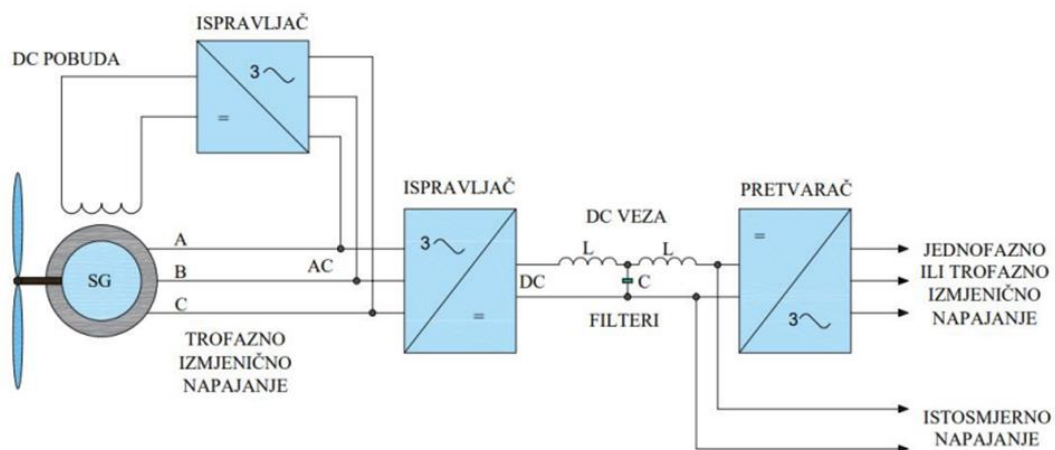 ISPRAVLJAČ
DC POBUDA
3
=
ISPRAVLJAČ
PRETVARAČ
DC VEZA
A
B
C
SG
AC
3
=
DC
L
L
C
FILTERI
=
3
JEDNOFAZNO
ILI TROFAZNO
IZMJENIČNO
NAPAJANJE
TROFAZNO
IZMJENIČNO
NAPAJANJE
ISTOSMJERNO
NAPAJANJE